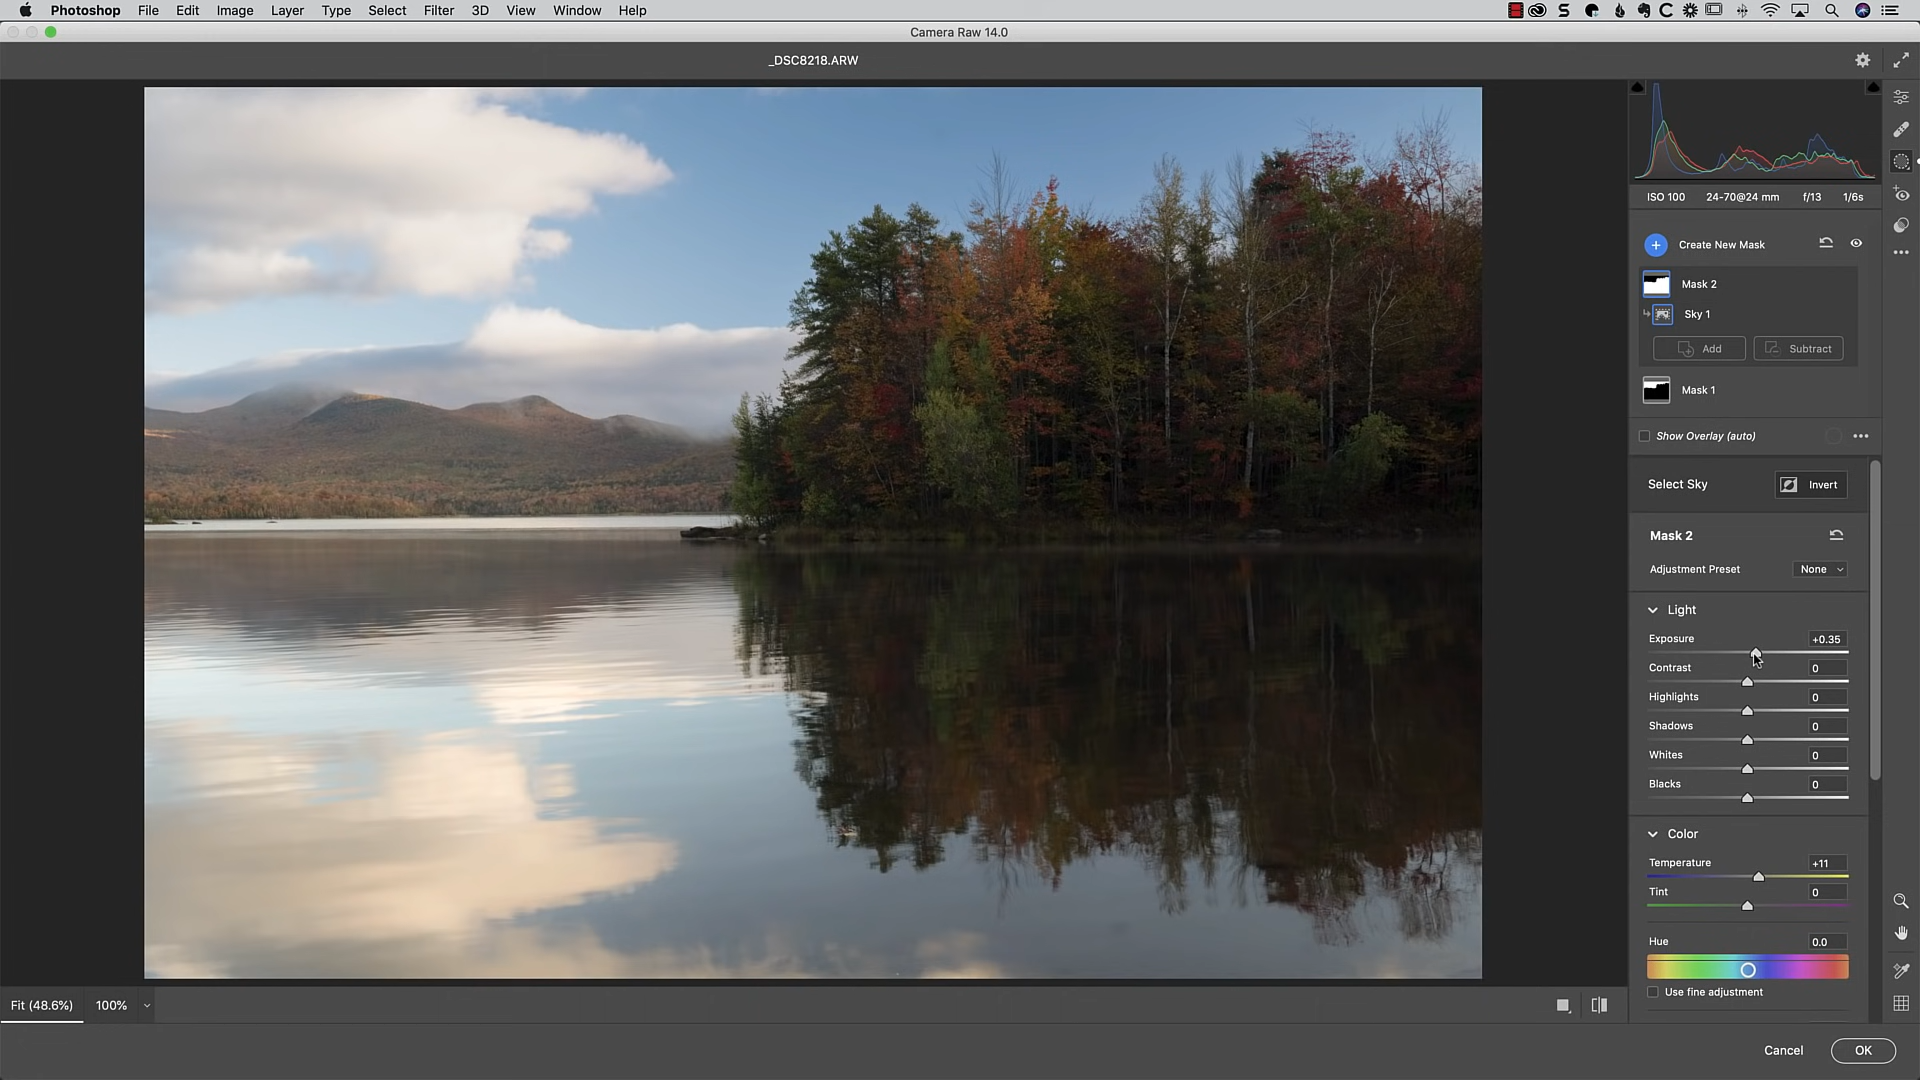 Photoshop File Edit Image Layer Type Select Filter 3D View Window Help
Camera Raw 14.0
_DSC8218.ARW
ISO 100 24-70@24 mm f/13 1/6s
Create New Mask
Mask 2
Sky 1
Add Subtract
Mask 1
Show Overlay (auto)
Select Sky Invert
Mask 2
Adjustment Preset None
Light
Exposure +0.35
Contrast 0
Highlights 0
Shadows 0
Whites 0
Blacks 0
Color
Temperature +11
Tint 0
Hue 0.0
Use fine adjustment
Fit (48.6%) 100%
Cancel OK